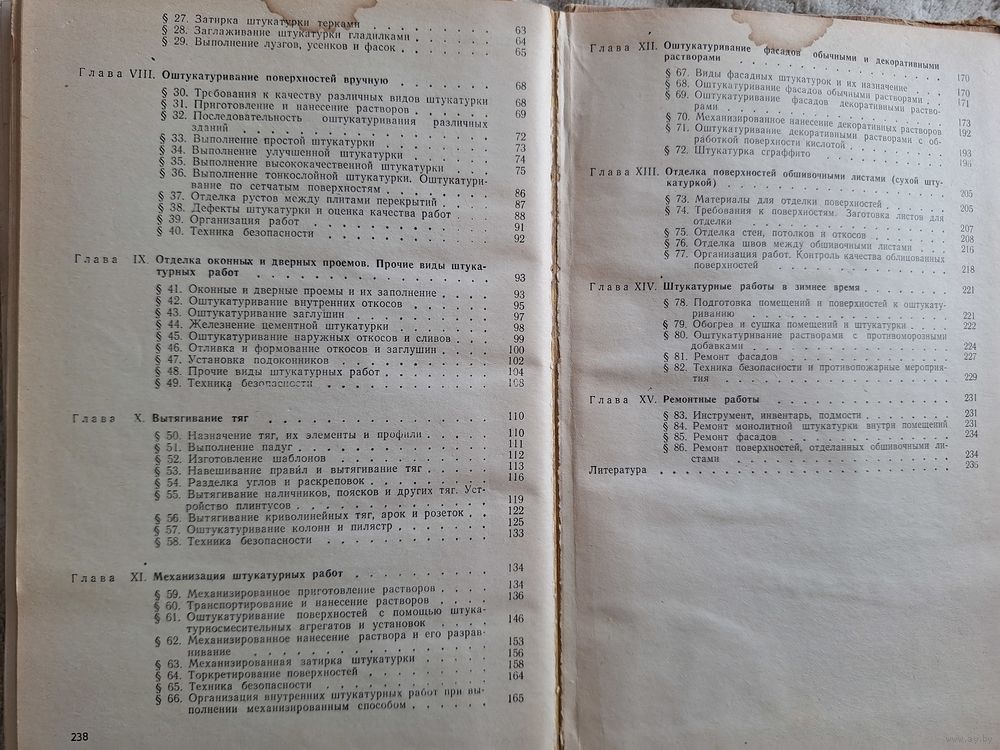 § 27. Затирка штукатурки терками . . . . . 63
§ 28. Заглаживание штукатурки гладилками . . . . 64
§ 29. Выполнение лузгов, усенков и фасок . . . . 65
Глава VIII. Оштукатуривание поверхностей вручную . . . . 68
§ 30. Требования к качеству различных видов штукатурки 68
§ 31. Приготовление и нанесение растворов . . . . 69
§ 32. Последовательность оштукатуривания различных
зданий . . . . 72
§ 33. Выполнение простой штукатурки . . . . 73
§ 34. Выполнение улучшенной штукатурки . . . . 74
§ 35. Выполнение высококачественной штукатурки . . . . 75
§ 36. Выполнение тонкослойной штукатурки. Оштукатури-
вание по сетчатым поверхностям . . . . 86
§ 37. Отделка рустов между плитами перекрытий . . . . 87
§ 38. Дефекты штукатурки и оценка качества работ . . . . 88
§ 39. Организация работ . . . . 91
§ 40. Техника безопасности . . . . 92
Глава IX. Отделка оконных и дверных проемов. Прочие виды штука-
турных работ . . . . 93
§ 41. Оконные и дверные проемы и их заполнение . . . . 93
§ 42. Оштукатуривание внутренних откосов . . . . 95
§ 43. Оштукатуривание заглушин . . . . 97
§ 44. Железнение цементной штукатурки . . . . 98
§ 45. Оштукатуривание наружных откосов и сливов . . . . 99
§ 46. Отливка и формование откосов и заглушин . . . . 100
§ 47. Установка подоконников . . . . 102
§ 48. Прочие виды штукатурных работ . . . . 104
§ 49. Техника безопасности . . . . 108
Глава X. Вытягивание тяг . . . . 110
§ 50. Назначение тяг, их элементы и профили . . . . 110
§ 51. Выполнение падуг . . . . 111
§ 52. Изготовление шаблонов . . . . 112
§ 53. Навешивание правил и вытягивание тяг . . . . 113
§ 54. Разделка углов и раскреповок . . . . 116
§ 55. Вытягивание наличников, поясков и других тяг. Уст-
ройство плинтусов . . . . 119
§ 56. Вытягивание криволинейных тяг, арок и розеток . . 122
§ 57. Оштукатуривание колонн и пилястр . . . . 125
§ 58. Техника безопасности . . . . 133
Глава XI. Механизация штукатурных работ . . . . 134
§ 59. Механизированное приготовление растворов . . . . 134
§ 60. Транспортирование и нанесение растворов . . . . 136
§ 61. Оштукатуривание поверхностей с помощью штука-
турносмесительных агрегатов и установок . . . . 146
§ 62. Механизированное нанесение раствора и его разрав-
нивание . . . . 153
§ 63. Механизированная затирка штукатурки . . . . 156
§ 64. Торкретирование поверхностей . . . . 158
§ 65. Техника безопасности . . . . 164
§ 66. Организация внутренних штукатурных работ при вы-
полнении механизированным способом . . . . 165
238
Глава XII. Оштукатуривание фасадов обычными и декоративными
растворами . . . . 170
§ 67. Виды фасадных штукатурок и их назначение . . . 170
§ 68. Оштукатуривание фасадов обычными растворами . . 171
§ 69. Оштукатуривание фасадов декоративными раство-
рами . . . . 173
§ 70. Механизированное нанесение декоративных растворов 192
§ 71. Оштукатуривание декоративными растворами с об-
работкой поверхности кислотой . . . . 193
§ 72. Штукатурка сграффито . . . . 196
Глава XIII. Отделка поверхностей обшивочными листами (сухой шту-
катуркой) . . . . 205
§ 73. Материалы для отделки поверхностей . . . . 205
§ 74. Требования к поверхностям. Заготовка листов для
отделки . . . . 207
§ 75. Отделка стен, потолков и откосов . . . . 208
§ 76. Отделка швов между обшивочными листами . . . . 216
§ 77. Организация работ. Контроль качества облицованных
поверхностей . . . . 218
Глава XIV. Штукатурные работы в зимнее время . . . . 221
§ 78. Подготовка помещений и поверхностей к оштукату-
риванию . . . . 221
§ 79. Обогрев и сушка помещений и штукатурки . . . . 222
§ 80. Оштукатуривание растворами с противоморозными
добавками . . . . 224
§ 81. Ремонт фасадов . . . . 227
§ 82. Техника безопасности и противопожарные мероприя-
тия . . . . 229
Глава XV. Ремонтные работы . . . . 231
§ 83. Инструмент, инвентарь, подмости . . . . 231
§ 84. Ремонт монолитной штукатурки внутри помещений 231
§ 85. Ремонт фасадов . . . . 234
§ 86. Ремонт поверхностей, отделанных обшивочными ли-
стами . . . . 234
Литература . . . . 235
www.ay.by